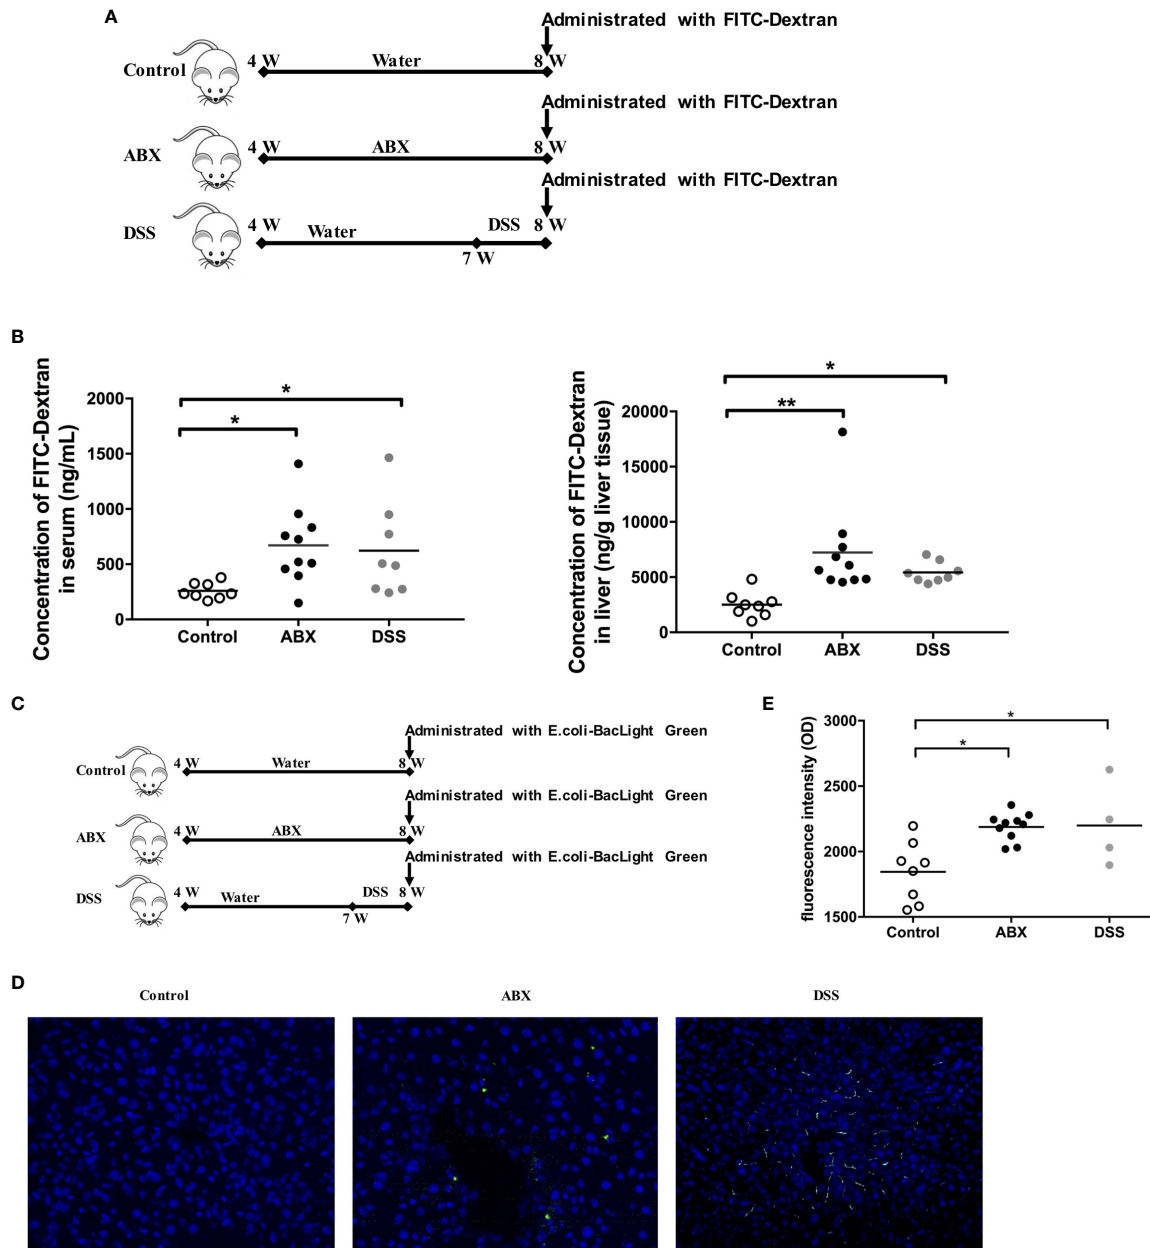 A
Administrated with FITC-Dextran
Control
4 W
Water
8 W
Administrated with FITC-Dextran
ABX
4 W
ABX
8 W
Administrated with FITC-Dextran
DSS
4 W
Water
DSS
8 W
7 W
B
Concentration of FITC-Dextran
in serum (ng/mL)
2000
1500
1000
500
0
*
*
Control
ABX
DSS
Concentration of FITC-Dextran
in liver (ng/g liver tissue)
20000
15000
10000
5000
0
*
**
Control
ABX
DSS
C
Administrated with E.coli-BacLight Green
Control
4 W
Water
8 W
Administrated with E.coli-BacLight Green
ABX
4 W
ABX
8 W
Administrated with E.coli-BacLight Green
DSS
4 W
Water
DSS
8 W
7 W
E
fluorescence intensity (OD)
3000
2500
2000
1500
*
*
Control
ABX
DSS
D
Control
ABX
DSS